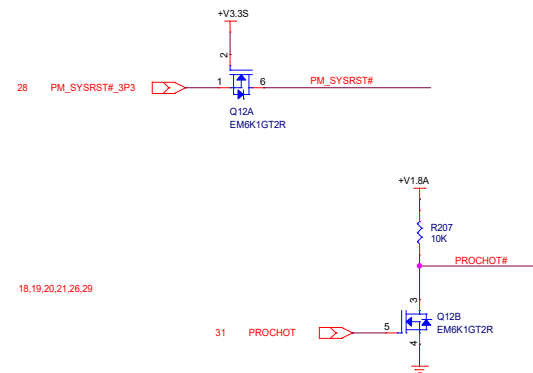 +V3.3S
2
28 PM_SYSRST#_3P3 1 6 PM_SYSRST#
Q12A
EM6K1GT2R
+V1.8A
R207
10K
PROCHOT#
18,19,20,21,26,29
3
Q12B
31 PROCHOT 5 EM6K1GT2R
4